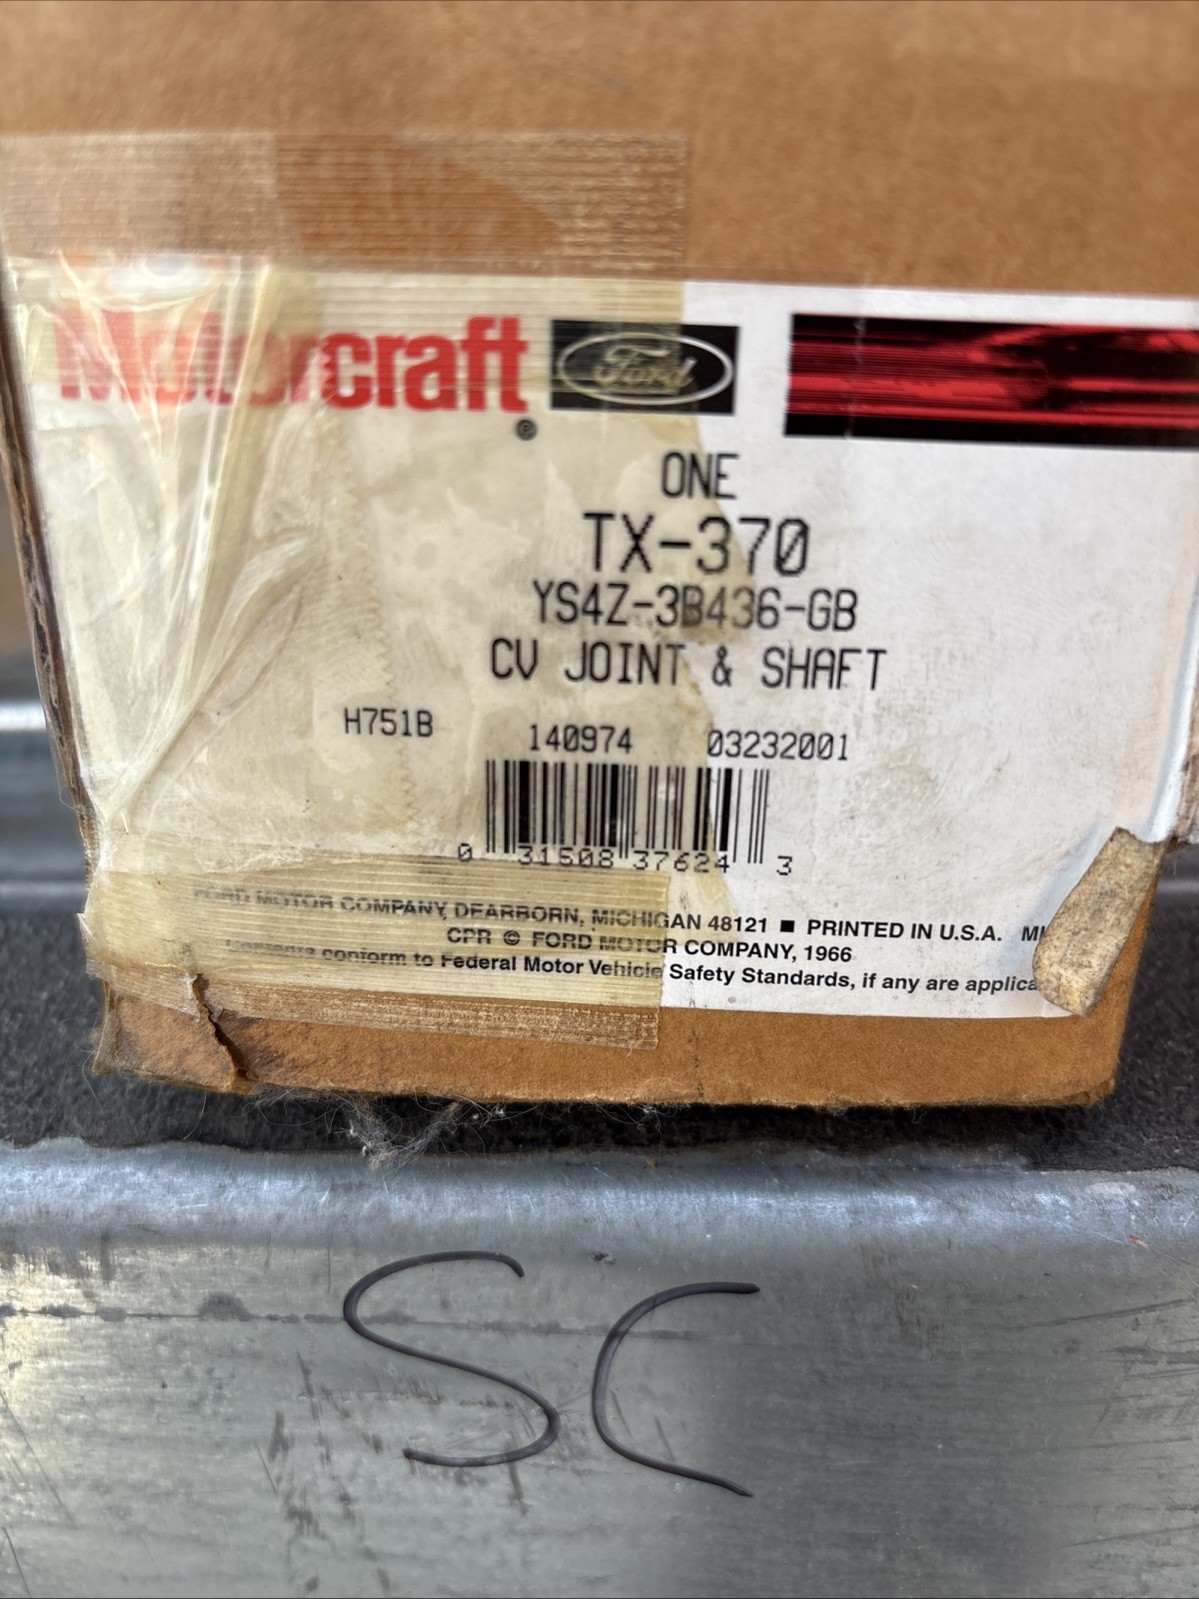 Motorcraft
®
Ford
ONE
TX-370
YS4Z-3B436-GB
CV JOINT & SHAFT
H751B 140974 03232001
0 31508 37624 3
FORD MOTOR COMPANY, DEARBORN, MICHIGAN 48121 ■ PRINTED IN U.S.A.
CPR © FORD MOTOR COMPANY, 1966
Contents conform to Federal Motor Vehicle Safety Standards, if any are
SC